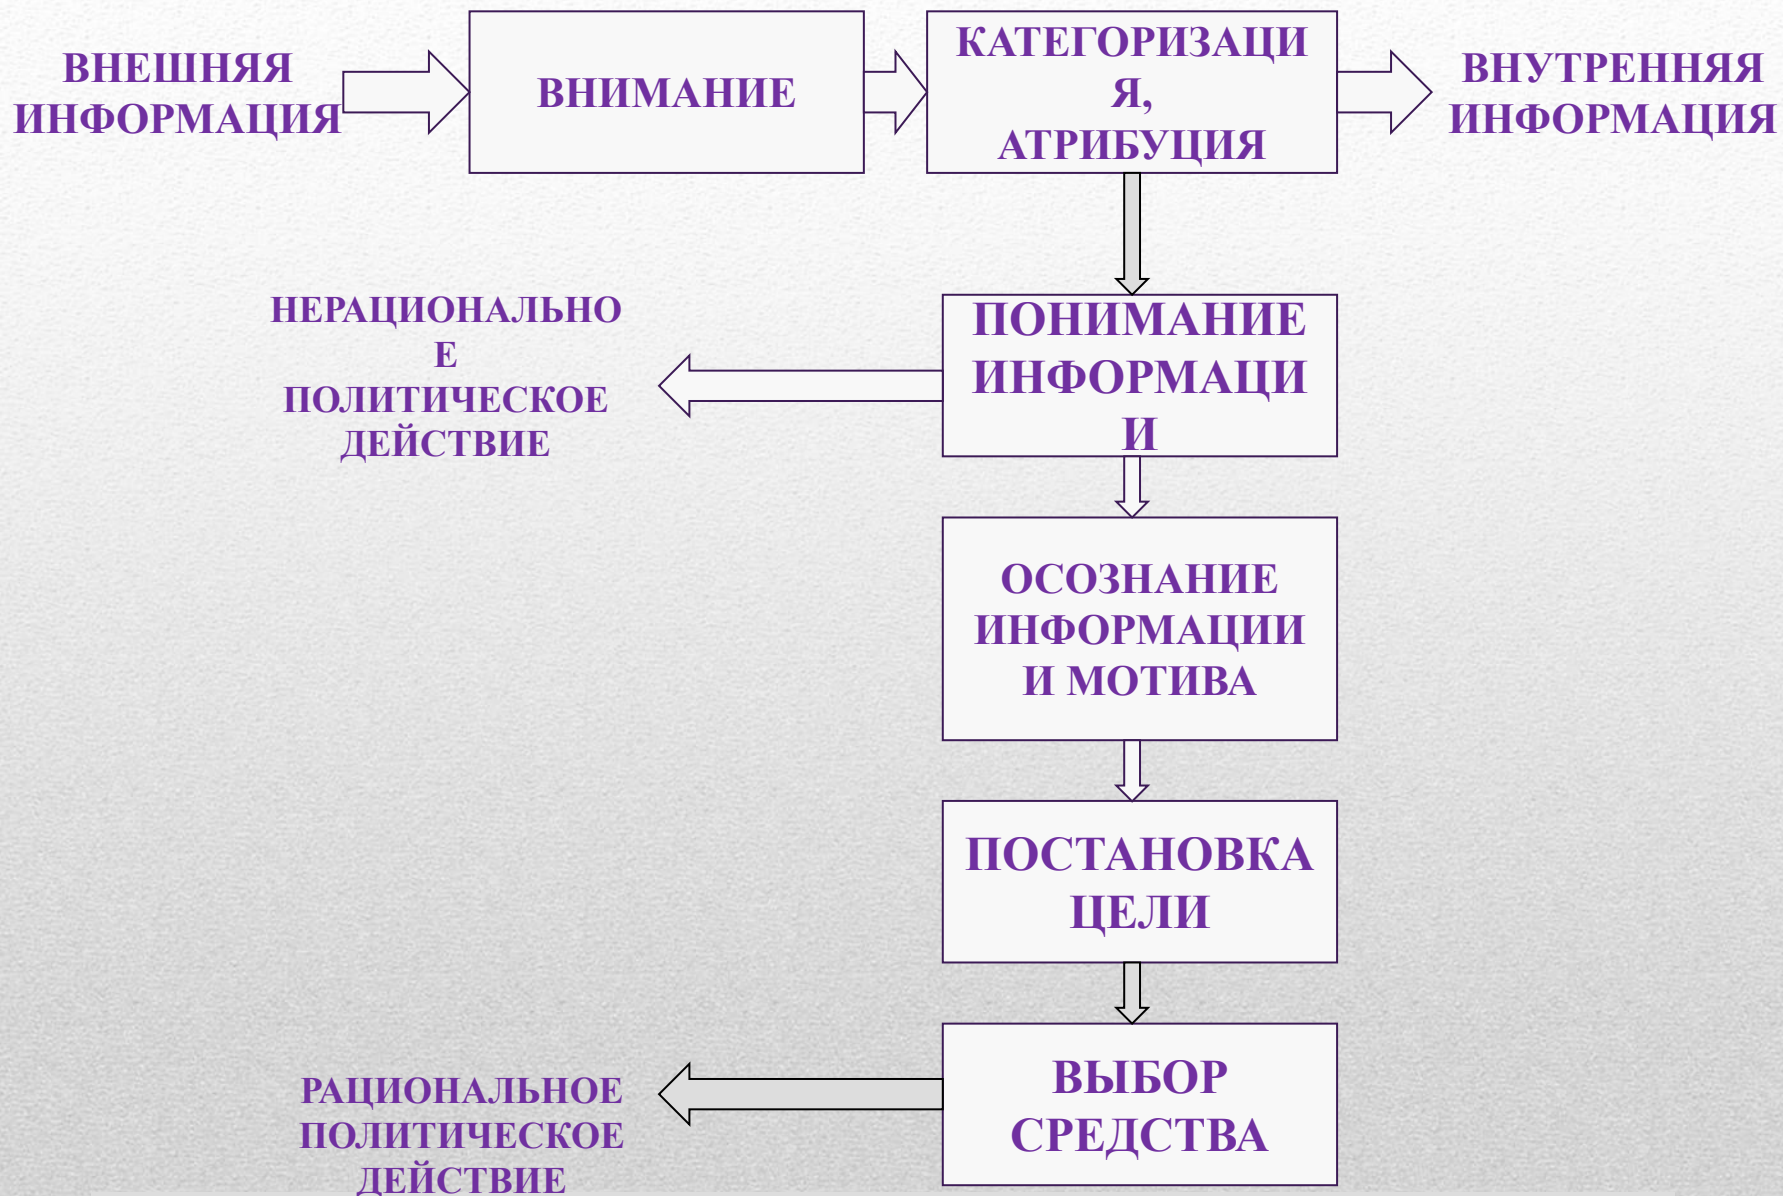 ВНЕШНЯЯ
ИНФОРМАЦИЯ
ВНИМАНИЕ
КАТЕГОРИЗАЦИ
Я,
АТРИБУЦИЯ
ВНУТРЕННЯЯ
ИНФОРМАЦИЯ
НЕРАЦИОНАЛЬНО
Е
ПОЛИТИЧЕСКОЕ
ДЕЙСТВИЕ
ПОНИМАНИЕ
ИНФОРМАЦИ
И
ОСОЗНАНИЕ
ИНФОРМАЦИИ
И МОТИВА
ПОСТАНОВКА
ЦЕЛИ
РАЦИОНАЛЬНОЕ
ПОЛИТИЧЕСКОЕ
ДЕЙСТВИЕ
ВЫБОР
СРЕДСТВА